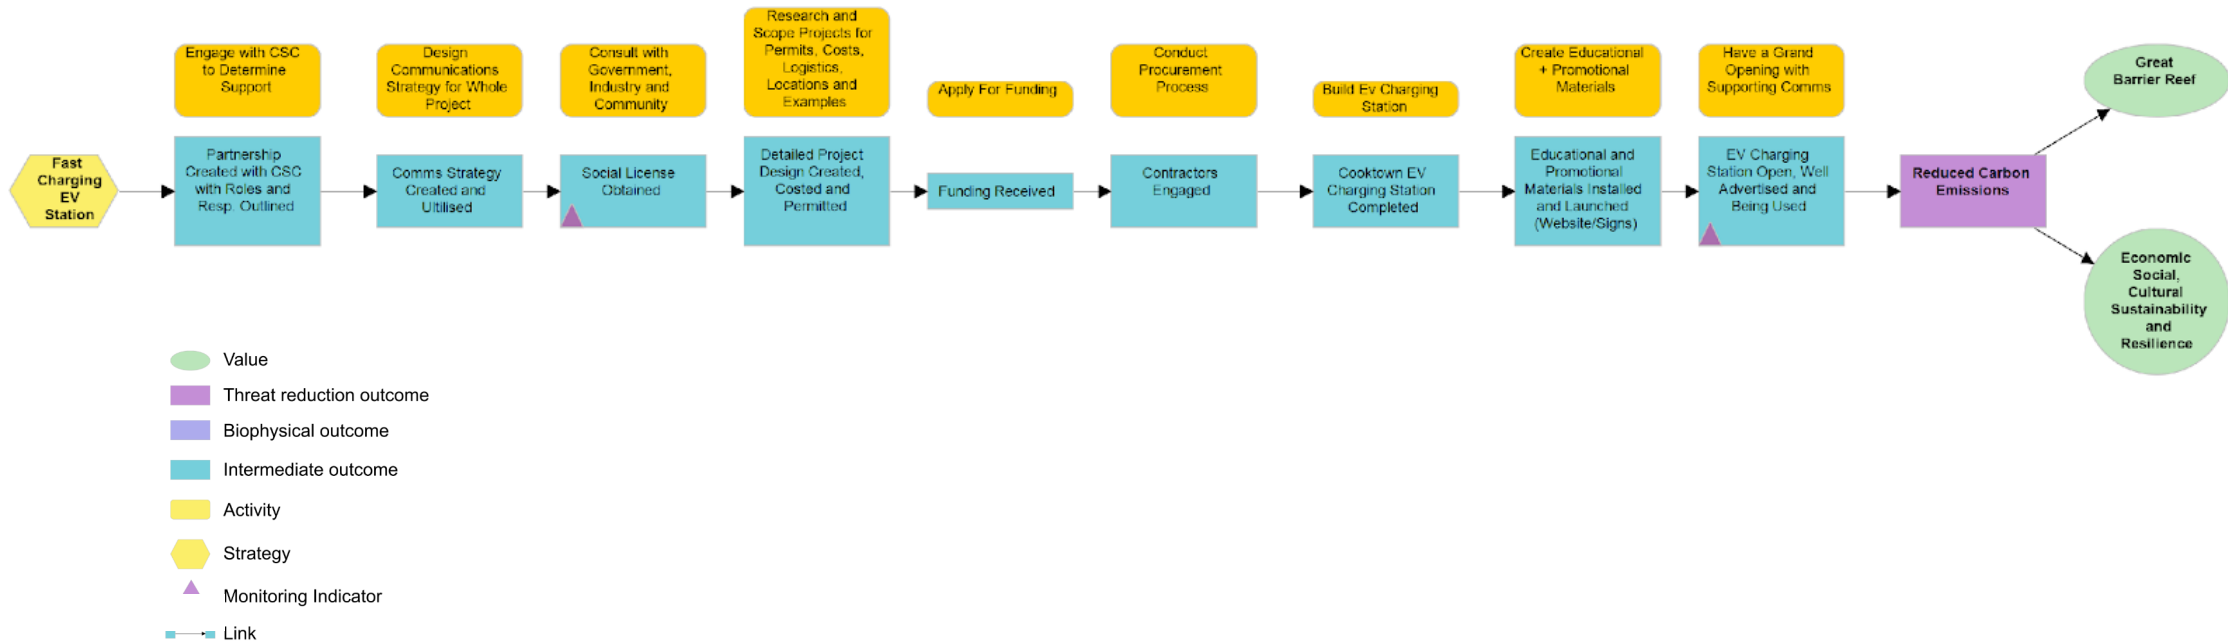 Engage with CSC
to Determine
Support
Design
Communications
Strategy for Whole
Project
Consult with
Government,
Industry and
Community
Research and
Scope Projects for
Permits, Costs,
Logistics,
Locations and
Examples
Apply For Funding
Conduct
Procurement
Process
Build Ev Charging
Station
Create Educational
+ Promotional
Materials
Have a Grand
Opening with
Supporting Comms
Great
Barrier Reef
Fast
Charging
EV
Station
Partnership
Created with CSC
with Roles and
Resp. Outlined
Comms Strategy
Created and
Ultilised
Social License
Obtained
Detailed Project
Design Created,
Costed and
Permitted
Funding Received
Contractors
Engaged
Cooktown EV
Charging Station
Completed
Educational and
Promotional
Materials Installed
and Launched
(Website/Signs)
EV Charging
Station Open, Well
Advertised and
Being Used
Reduced Carbon
Emissions
Economic
Social,
Cultural
Sustainability
and
Resilience
Value
Threat reduction outcome
Biophysical outcome
Intermediate outcome
Activity
Strategy
Monitoring Indicator
Link